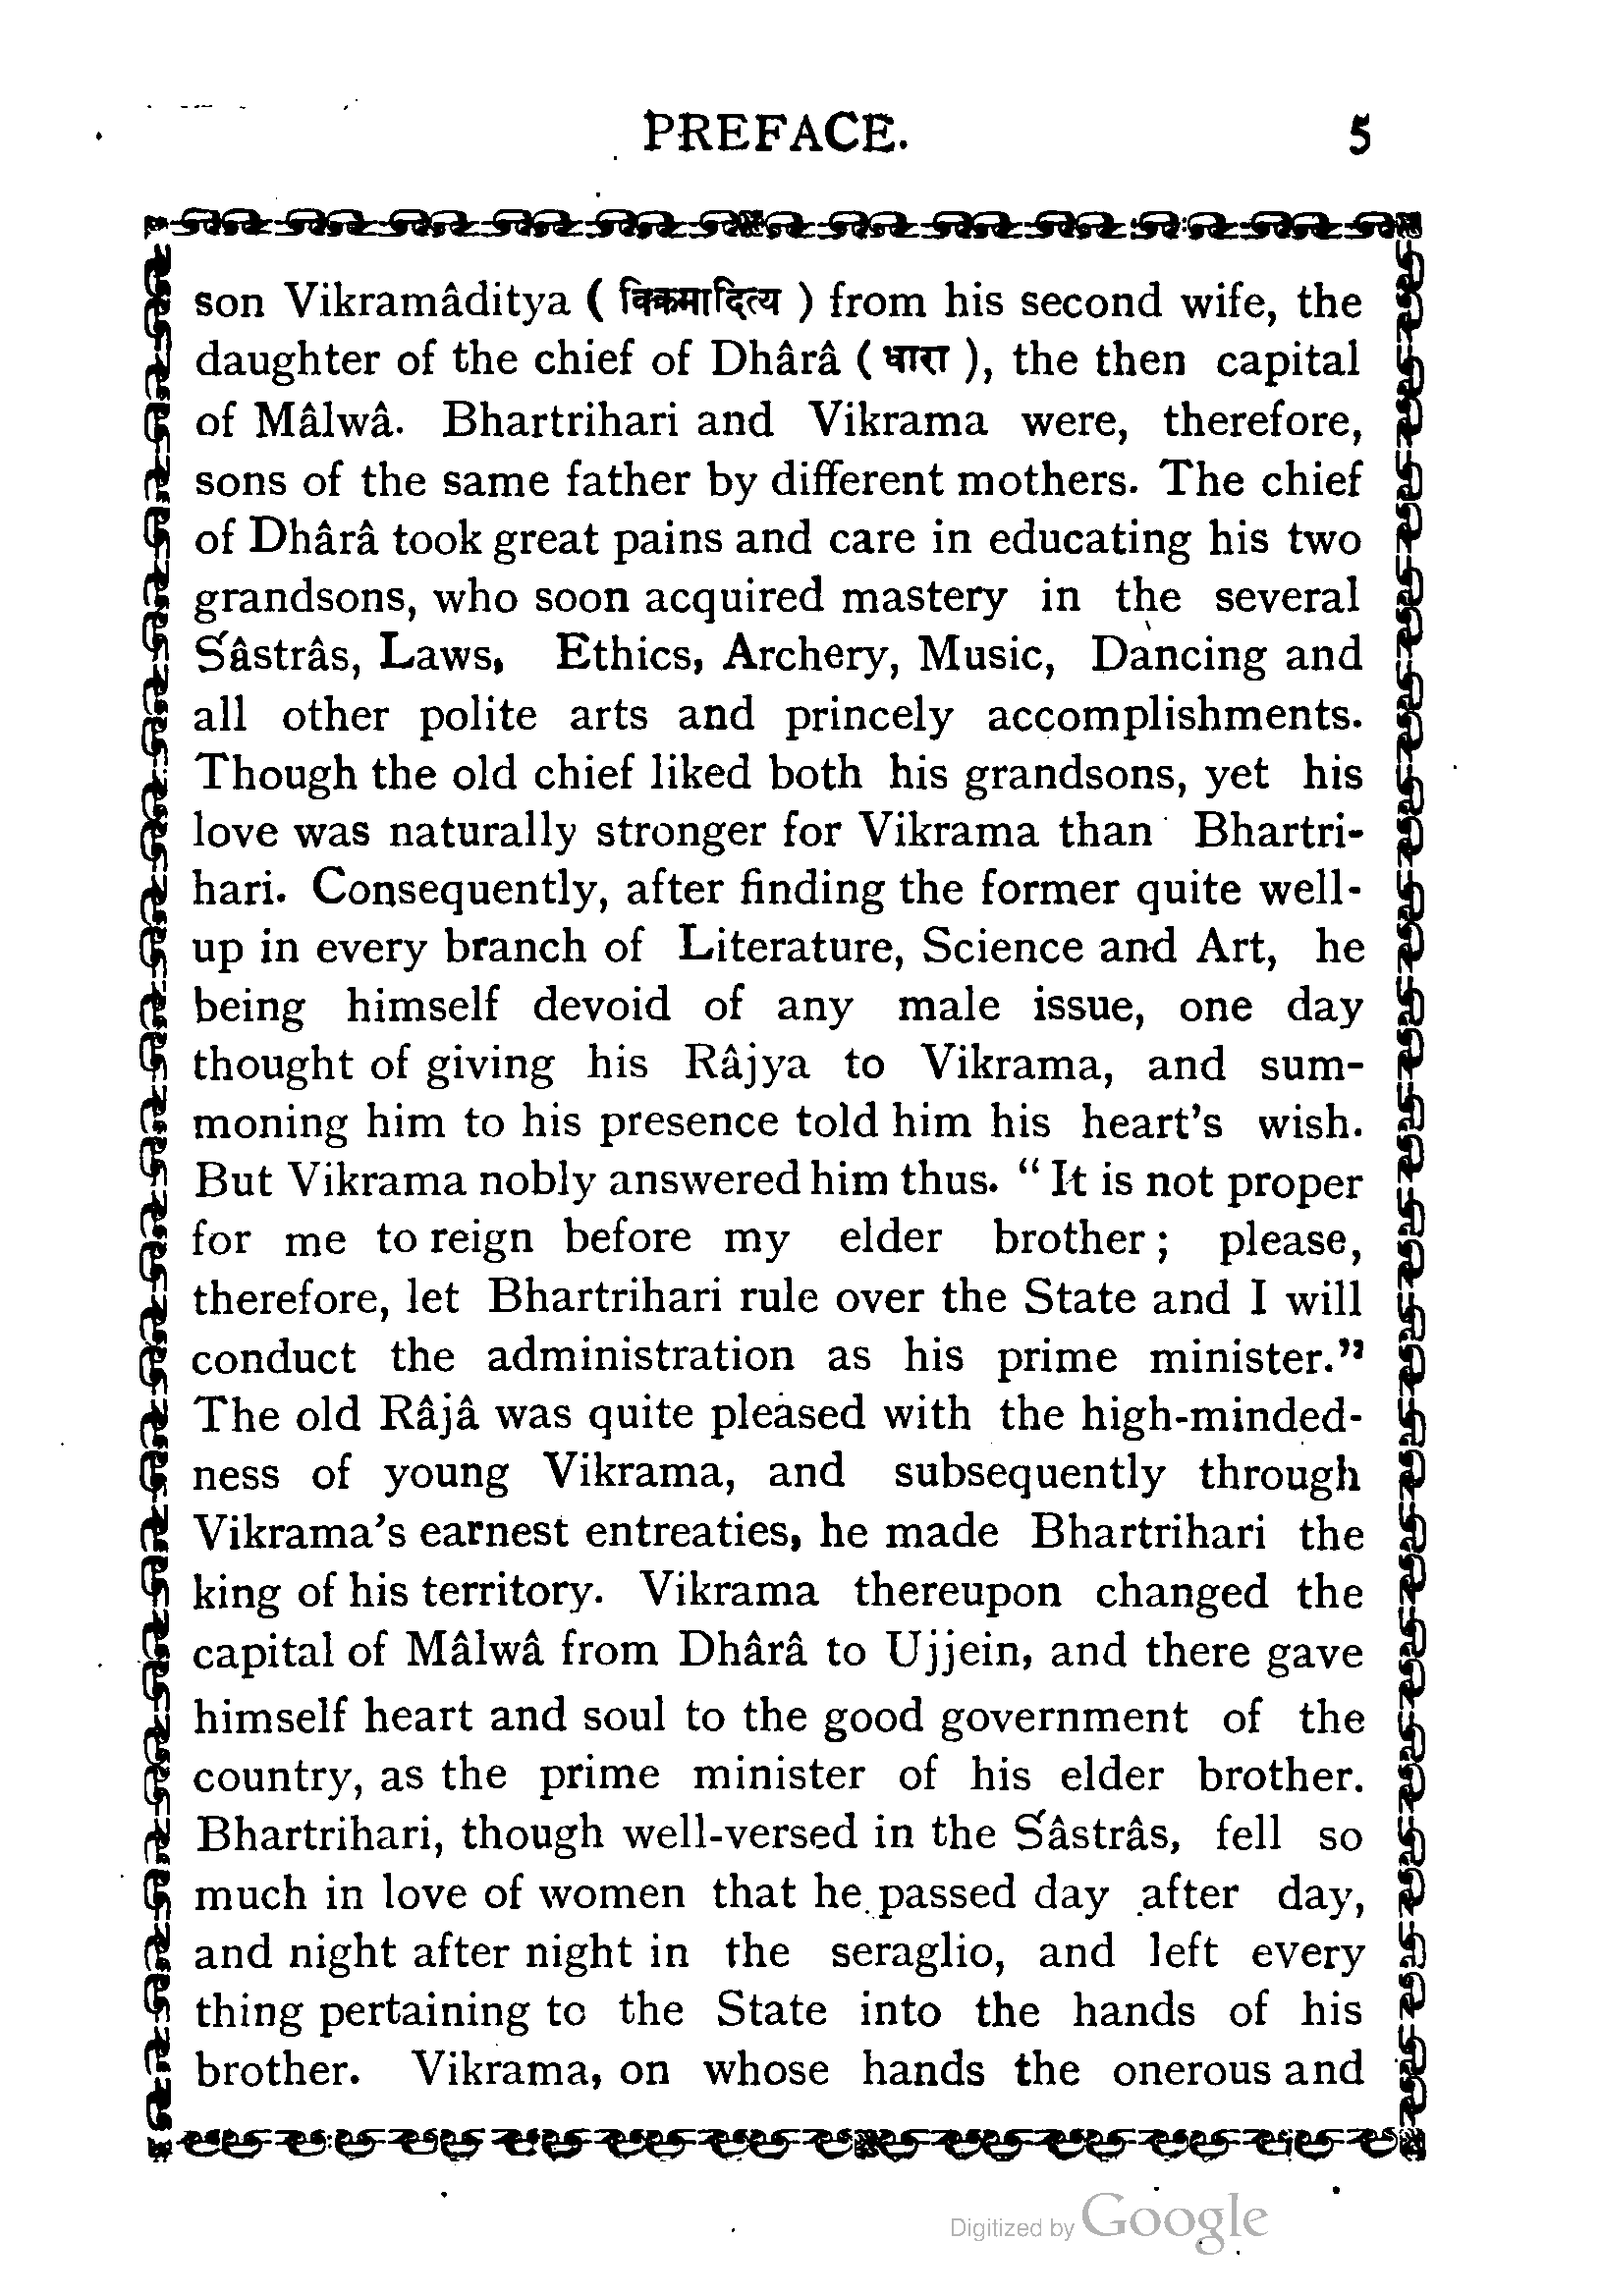 PREFACE. 5
son Vikramâditya ( विक्रमादित्य ) from his second wife, the
daughter of the chief of Dhârâ ( धारा ), the then capital
of Mâlwâ. Bhartrihari and Vikrama were, therefore,
sons of the same father by different mothers. The chief
of Dhârâ took great pains and care in educating his two
grandsons, who soon acquired mastery in the several
Śâstrâs, Laws, Ethics, Archery, Music, Dancing and
all other polite arts and princely accomplishments.
Though the old chief liked both his grandsons, yet his
love was naturally stronger for Vikrama than Bhartri-
hari. Consequently, after finding the former quite well-
up in every branch of Literature, Science and Art, he
being himself devoid of any male issue, one day
thought of giving his Râjya to Vikrama, and sum-
moning him to his presence told him his heart's wish.
But Vikrama nobly answered him thus. "It is not proper
for me to reign before my elder brother; please,
therefore, let Bhartrihari rule over the State and I will
conduct the administration as his prime minister."
The old Râjâ was quite pleased with the high-minded-
ness of young Vikrama, and subsequently through
Vikrama's earnest entreaties, he made Bhartrihari the
king of his territory. Vikrama thereupon changed the
capital of Mâlwâ from Dhârâ to Ujjein, and there gave
himself heart and soul to the good government of the
country, as the prime minister of his elder brother.
Bhartrihari, though well-versed in the Śâstrâs, fell so
much in love of women that he passed day after day,
and night after night in the seraglio, and left every
thing pertaining to the State into the hands of his
brother. Vikrama, on whose hands the onerous and
Digitized by Google